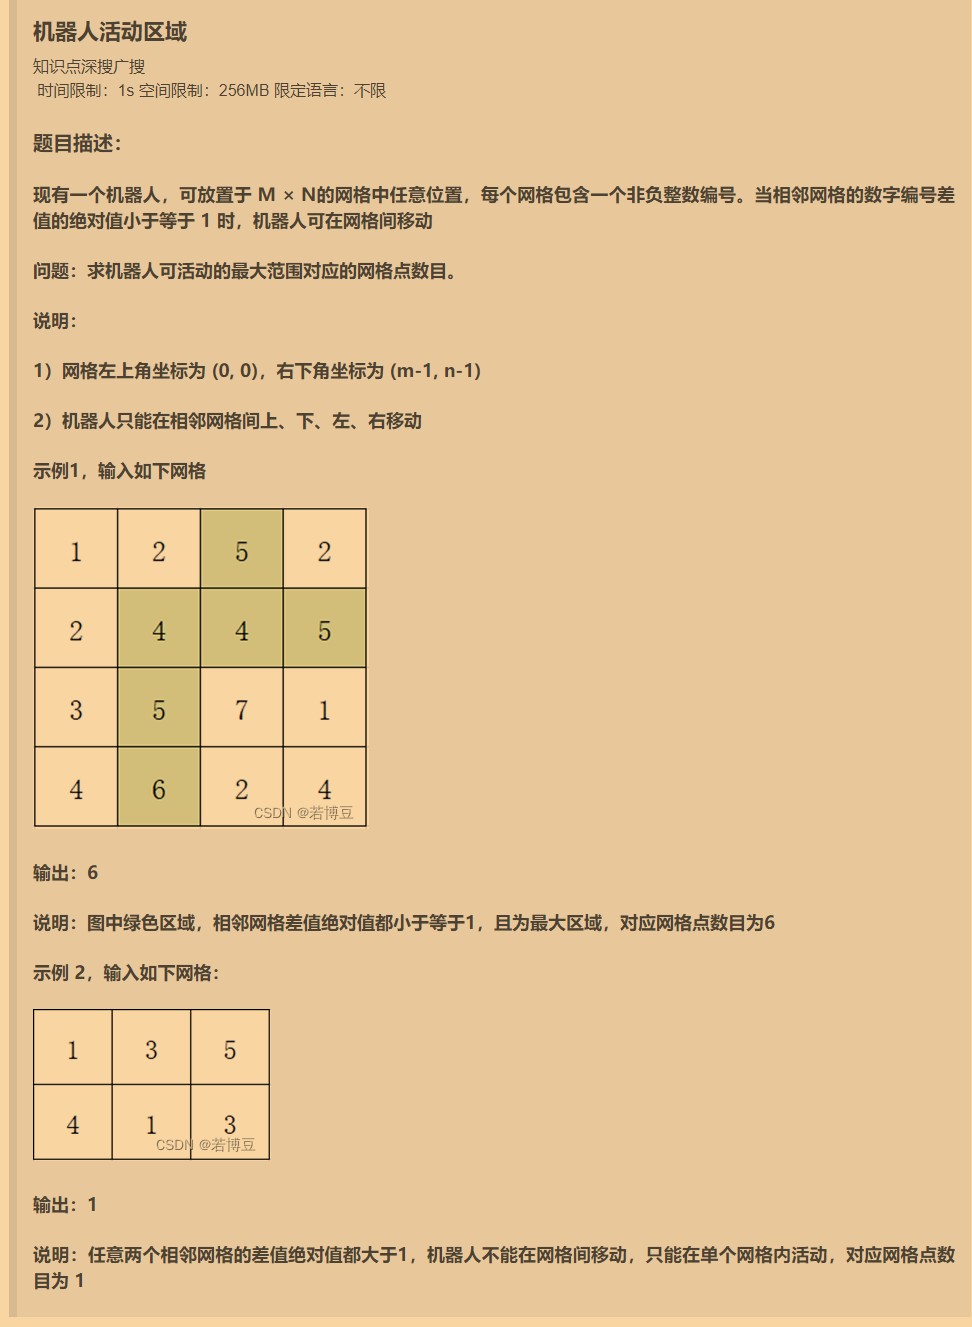 机器人活动区域
知识点深搜广搜
时间限制：1s 空间限制：256MB 限定语言：不限
题目描述：
现有一个机器人，可放置于 M × N的网格中任意位置，每个网格包含一个非负整数编号。当相邻网格的数字编号差
值的绝对值小于等于 1 时，机器人可在网格间移动
问题：求机器人可活动的最大范围对应的网格点数目。
说明：
1）网格左上角坐标为 (0, 0)，右下角坐标为 (m-1, n-1)
2）机器人只能在相邻网格间上、下、左、右移动
示例1，输入如下网格
1 2 5 2
2 4 4 5
3 5 7 1
4 6 2 4
CSDN @若博豆
输出：6
说明：图中绿色区域，相邻网格差值绝对值都小于等于1，且为最大区域，对应网格点数目为6
示例 2，输入如下网格：
1 3 5
4 1 3
CSDN @若博豆
输出：1
说明：任意两个相邻网格的差值绝对值都大于1，机器人不能在网格间移动，只能在单个网格内活动，对应网格点数
目为 1